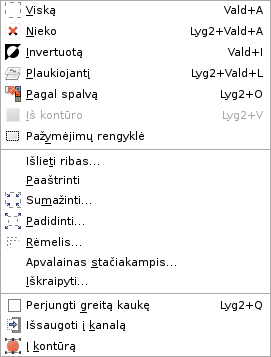 Viską Vald+A
Nieko Lyg2+Vald+A
Invertuotą Vald+I
Plaukiojantį Lyg2+Vald+L
Pagal spalvą Lyg2+O
Iš kontūro Lyg2+V
Pažymėjimų rengyklė
Išlieti ribas...
Paaštrinti
Sumažinti...
Padidinti...
Rėmelis...
Apvalainas stačiakampis...
Iškraipyti...
Perjungti greitą kaukę Lyg2+Q
Išsaugoti į kanalą
Į kontūrą